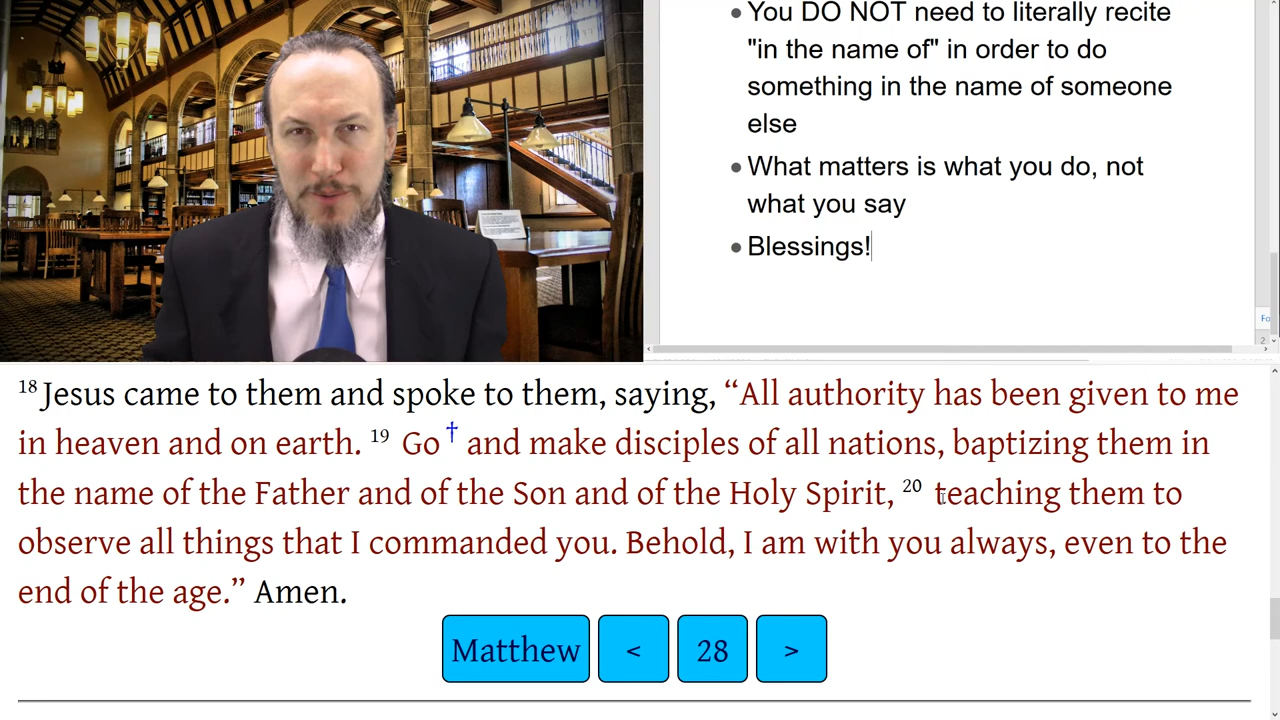 • You DO NOT need to literally recite
"in the name of" in order to do
something in the name of someone
else
• What matters is what you do, not
what you say
• Blessings!
Fo
2
18 Jesus came to them and spoke to them, saying, “All authority has been given to me
in heaven and on earth. 19 Go† and make disciples of all nations, baptizing them in
the name of the Father and of the Son and of the Holy Spirit, 20 teaching them to
observe all things that I commanded you. Behold, I am with you always, even to the
end of the age.” Amen.
Matthew < 28 >